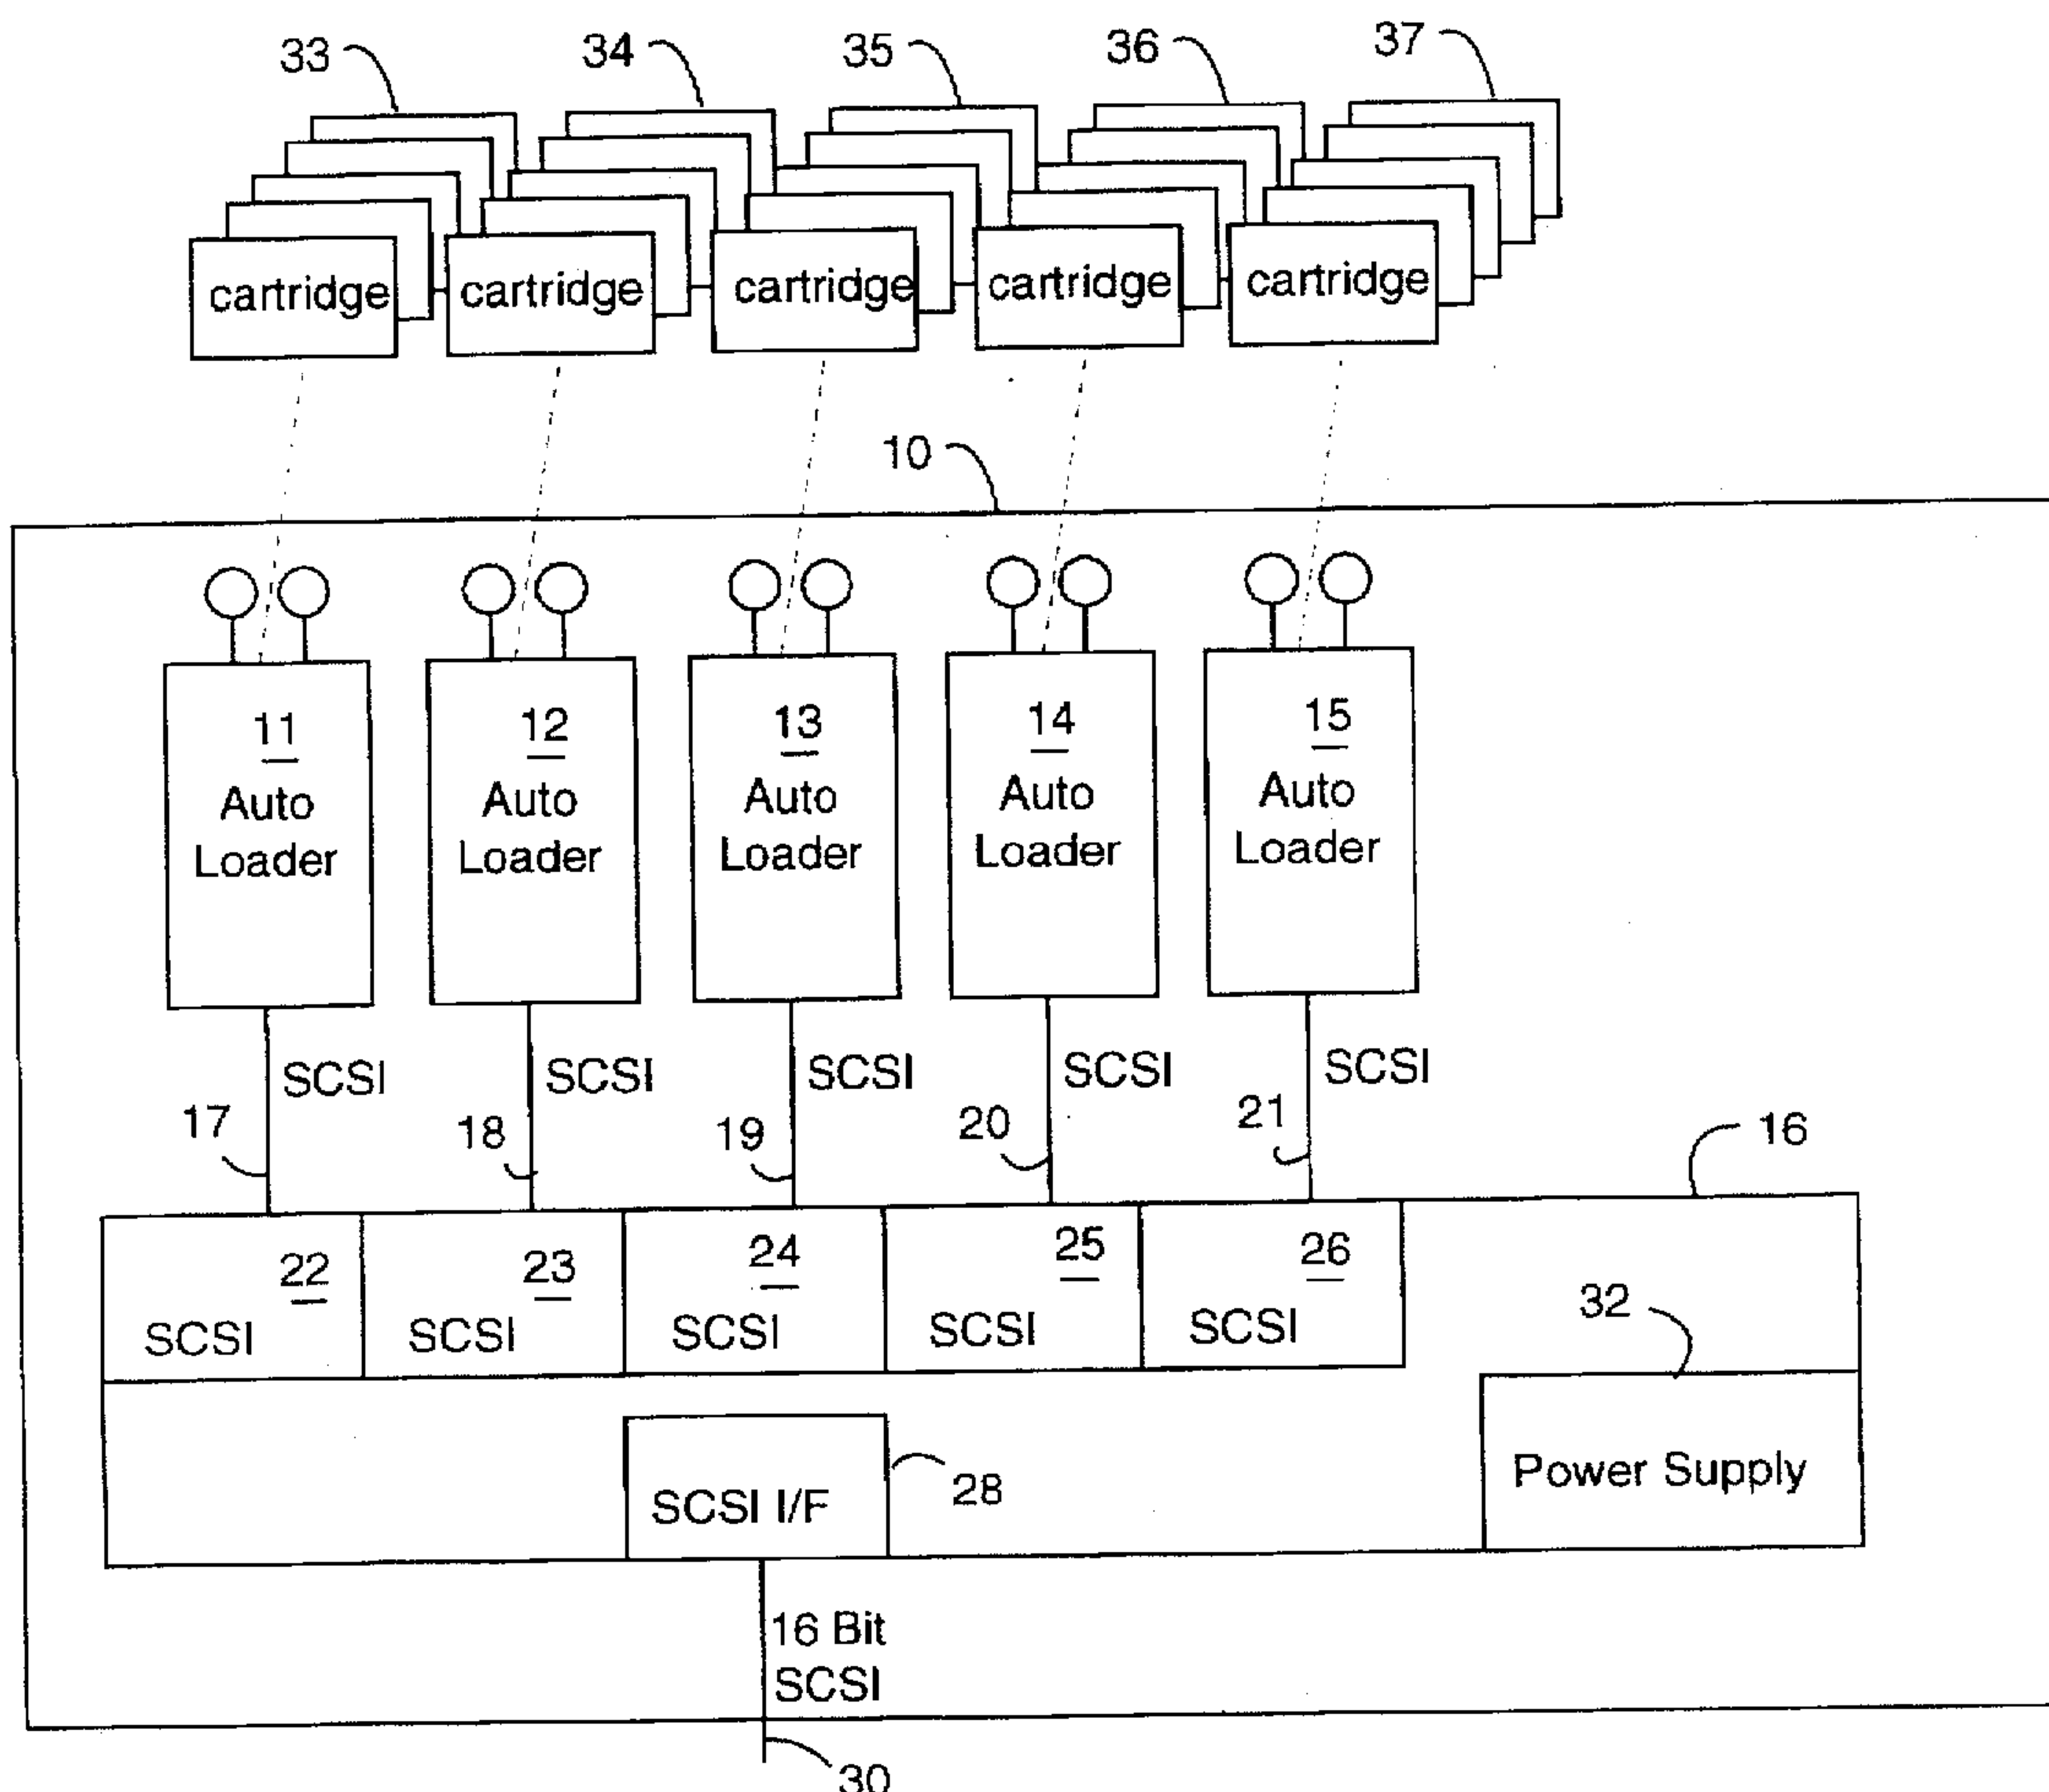 33 34 35 36 37
cartridge cartridge cartridge cartridge cartridge
10
11 12 13 14 15
Auto Auto Auto Auto Auto
Loader Loader Loader Loader Loader
SCSI SCSI SCSI SCSI SCSI
17 18 19 20 21 16
22 23 24 25 26
SCSI SCSI SCSI SCSI SCSI
32
SCSI I/F 28 Power Supply
16 Bit
SCSI
30